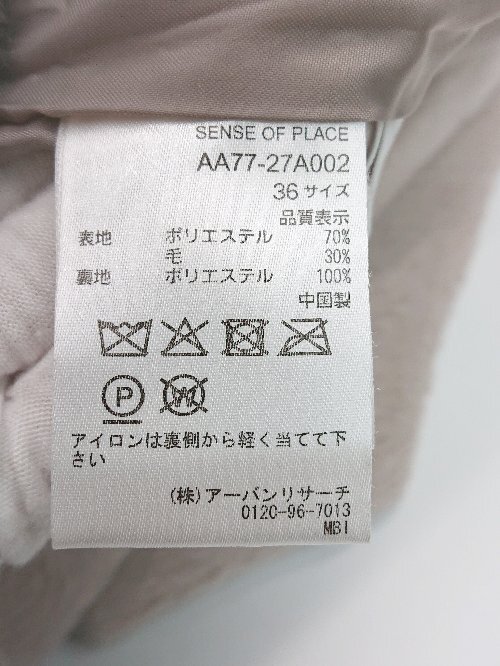 SENSE OF PLACE
AA77-27A002
36 サイズ
品質表示
表地 ポリエステル 70%
毛 30%
裏地 ポリエステル 100%
中国製
P W
アイロンは裏側から軽く当てて下
さい
(株)アーバンリサーチ
0120-96-7013
MBI